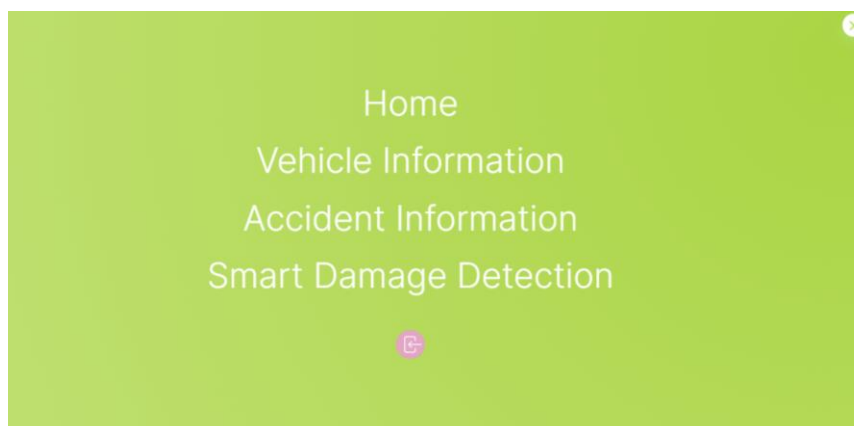 Home
Vehicle Information
Accident Information
Smart Damage Detection